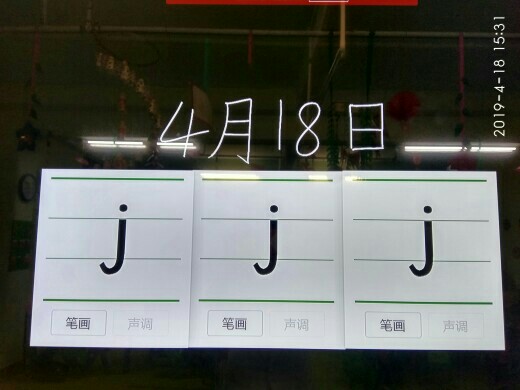 2019-4-18 15:31
4月18日
j j j
笔画 声调 笔画 声调 笔画 声调